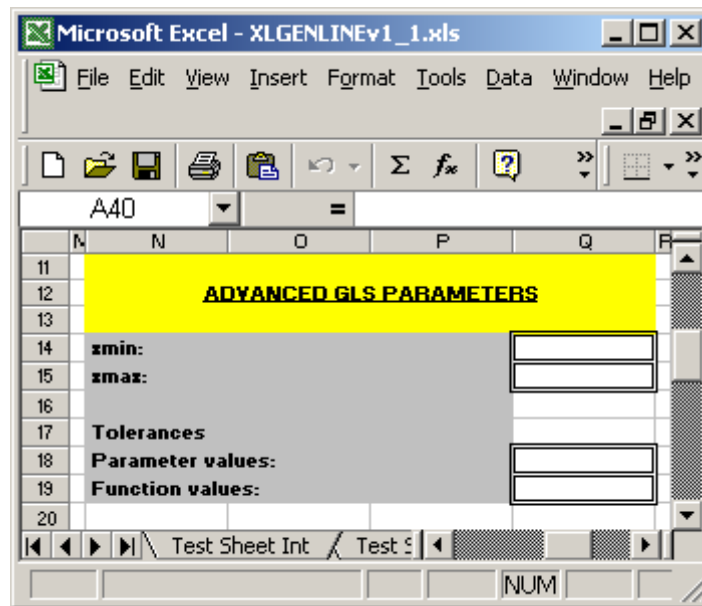 Microsoft Excel - XLGENLINEv1_1.xls
File Edit View Insert Format Tools Data Window Help
Σ fx ?
A40 =
N O P Q
11
12 ADVANCED GLS PARAMETERS
13
14 xmin:
15 xmax:
16
17 Tolerances
18 Parameter values:
19 Function values:
20
Test Sheet Int Test
NUM